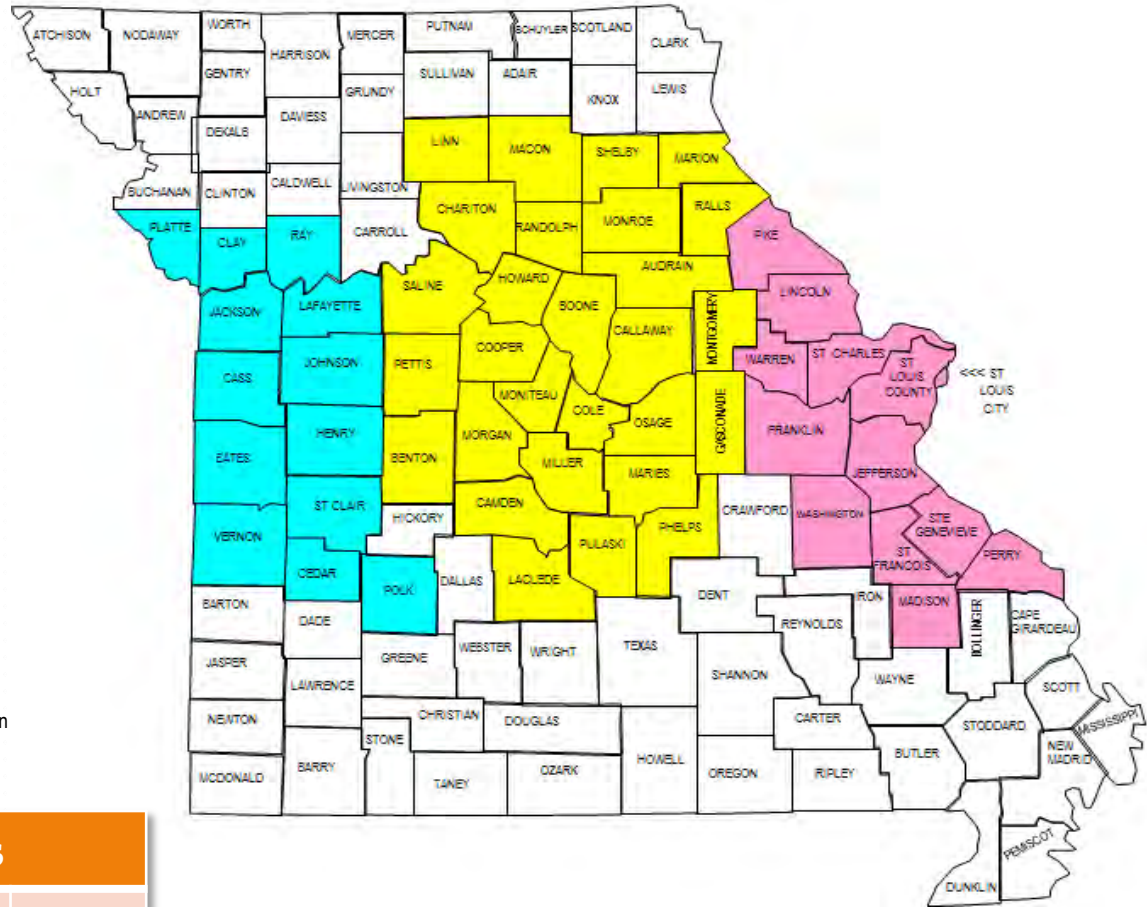 ATCHISON
NODAWAY
WORTH
HARRISON
MERCER
PUTNAM
SCHUYLER
SCOTLAND
CLARK
HOLT
GENTRY
SULLIVAN
ADAIR
KNOX
LEWIS
GRUNDY
ANDREW
DEKALB
DAVIESS
LINN
MACON
SHELBY
MARION
BUCHANAN
CLINTON
CALDWELL
LIVINGSTON
CHARITON
RANDOLPH
MONROE
RALLS
PLATTE
CLAY
RAY
CARROLL
PIKE
AUDRAIN
SALINE
HOWARD
BOONE
LINCOLN
JACKSON
LAFAYETTE
CALLAWAY
MONTGOMERY
COOPER
WARREN
ST CHARLES
ST
LOUIS
COUNTY
<<< ST
LOUIS
CITY
CASS
JOHNSON
PETTIS
MONITEAU
COLE
OSAGE
GASCONADE
FRANKLIN
HENRY
MORGAN
BENTON
MILLER
MARIES
JEFFERSON
EATES
ST CLAIR
CAMDEN
HICKORY
PHELPS
CRAWFORD
WASHINGTON
STE
GENEVIEVE
VERNON
PULASKI
ST
FRANCOIS
PERRY
CEDAR
POLK
DALLAS
LACLEDE
DENT
IRON
MADISON
BOLLINGER
CAPE
GIRARDEAU
BARTON
DADE
REYNOLDS
GREENE
WEBSTER
WRIGHT
TEXAS
JASPER
LAWRENCE
SHANNON
WAYNE
SCOTT
NEWTON
CHRISTIAN
DOUGLAS
CARTER
STODDARD
MISSISSIPPI
STONE
NEW
MADRID
MCDONALD
BARRY
TANEY
OZARK
HOWELL
OREGON
RIPLEY
BUTLER
PEMISCOT
DUNKLIN
n